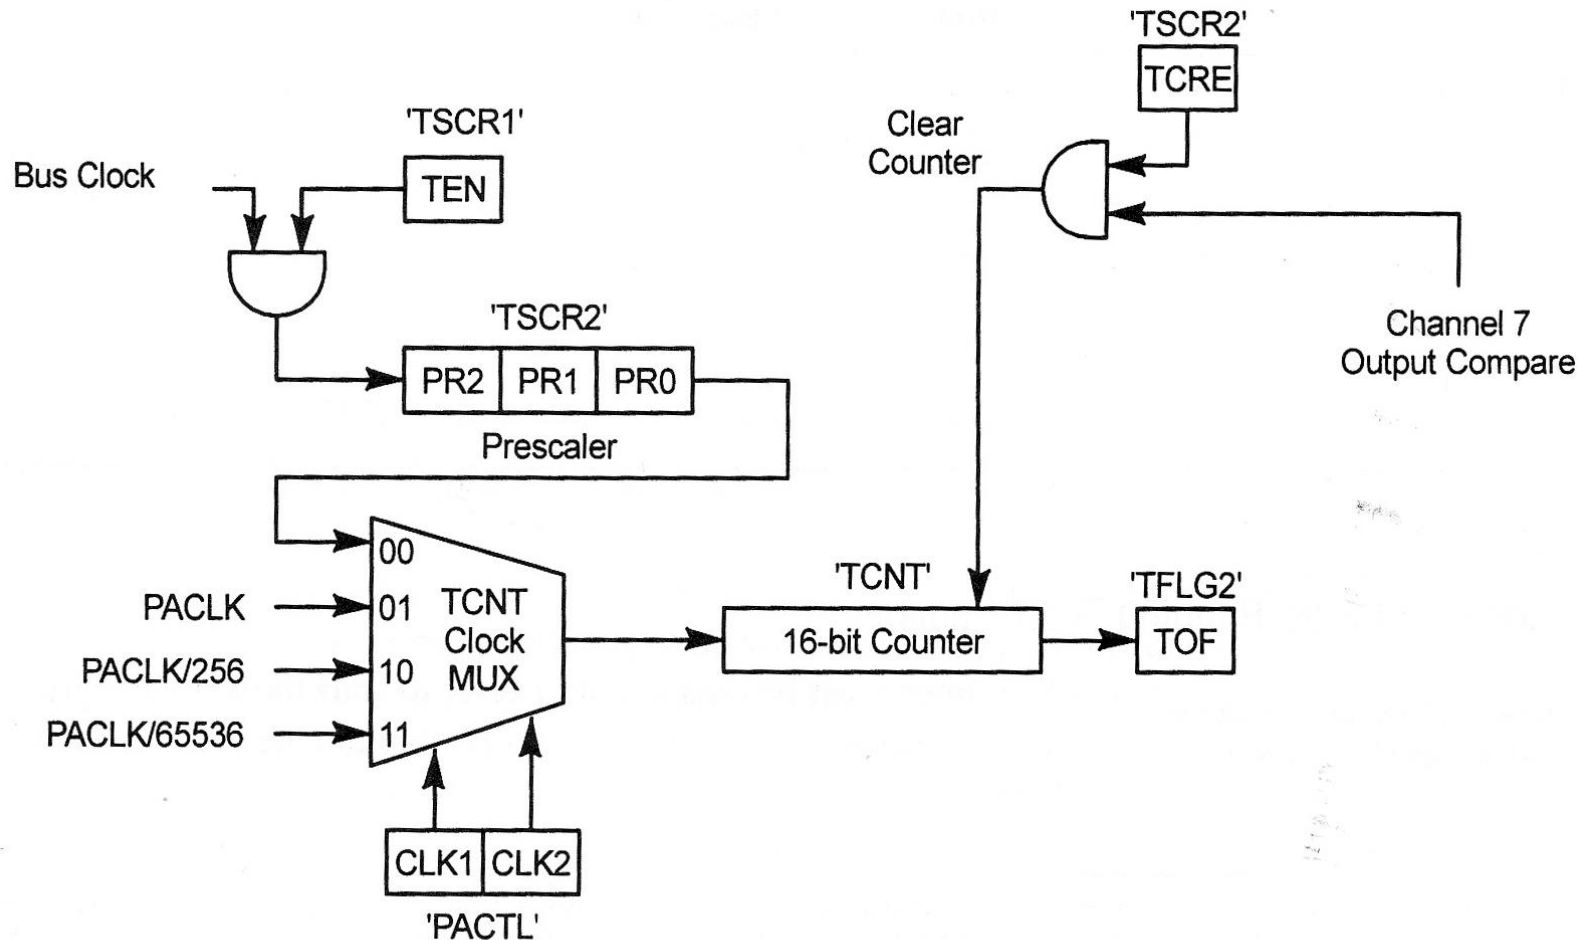 'TSCR2'
TCRE
'TSCR1'
Clear
Counter
Bus Clock
TEN
'TSCR2'
PR2 PR1 PR0
Channel 7
Output Compare
Prescaler
00
PACLK
01
TCNT
Clock
MUX
PACLK/256
10
PACLK/65536
11
'TCNT'
16-bit Counter
'TFLG2'
TOF
CLK1 CLK2
'PACTL'